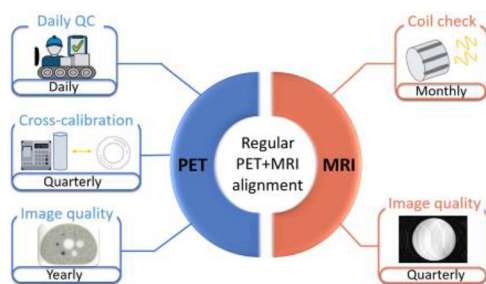 Daily QC
Daily
Cross-calibration
Quarterly
Image quality
Yearly
PET
Regular
PET+MRI
alignment
MRI
Coil check
Monthly
Image quality
Quarterly